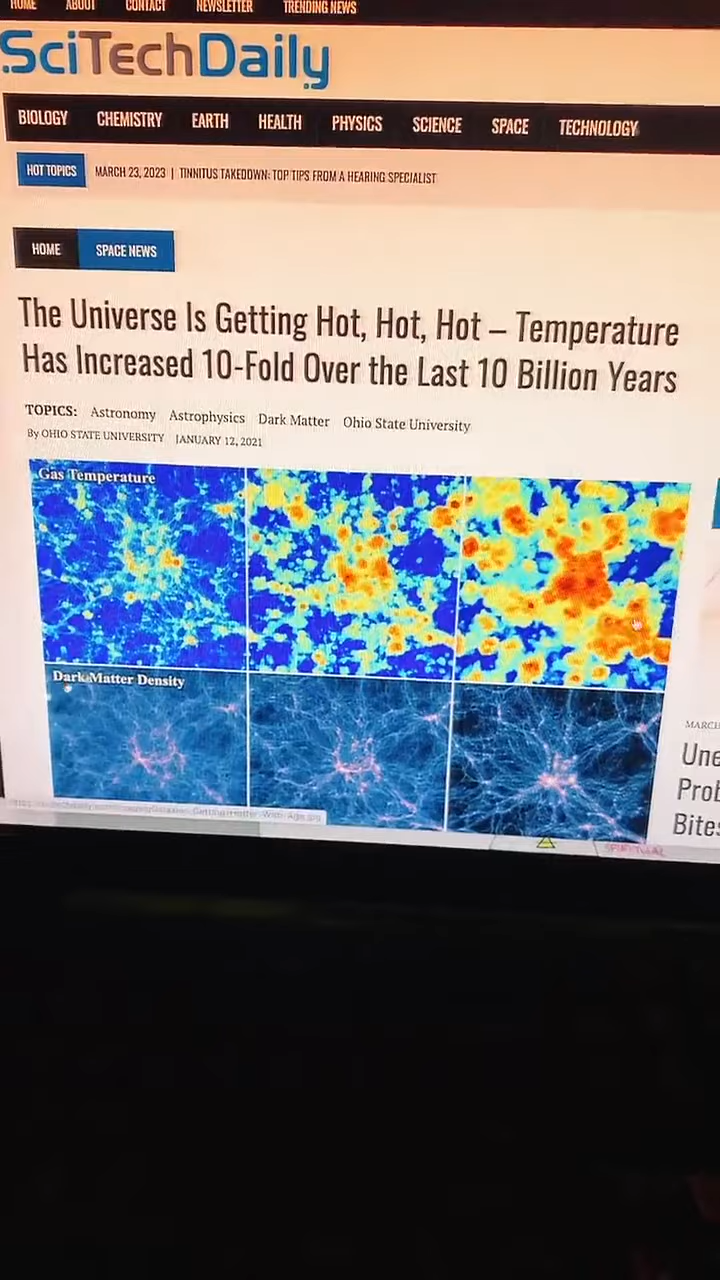 HOME ABOUT CONTACT NEWSLETTER TRENDING NEWS
SciTechDaily
BIOLOGY CHEMISTRY EARTH HEALTH PHYSICS SCIENCE SPACE TECHNOLOGY
HOT TOPICS MARCH 23, 2023 | TINNITUS TAKEDOWN: TOP TIPS FROM A HEARING SPECIALIST
HOME SPACE NEWS
The Universe Is Getting Hot, Hot, Hot – Temperature
Has Increased 10-Fold Over the Last 10 Billion Years
TOPICS: Astronomy Astrophysics Dark Matter Ohio State University
By OHIO STATE UNIVERSITY JANUARY 12, 2021
Gas Temperature
Dark Matter Density
MARCH
Une
Prob
Bites
SPIRITUAL